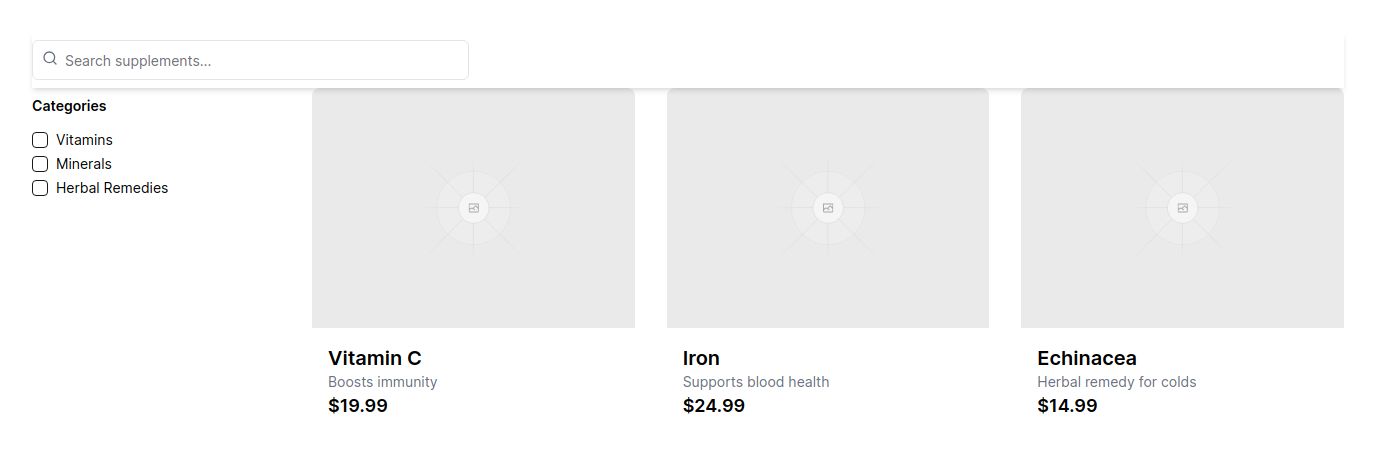 Search supplements...
Categories
Vitamins
Minerals
Herbal Remedies
Vitamin C
Boosts immunity
$19.99
Iron
Supports blood health
$24.99
Echinacea
Herbal remedy for colds
$14.99